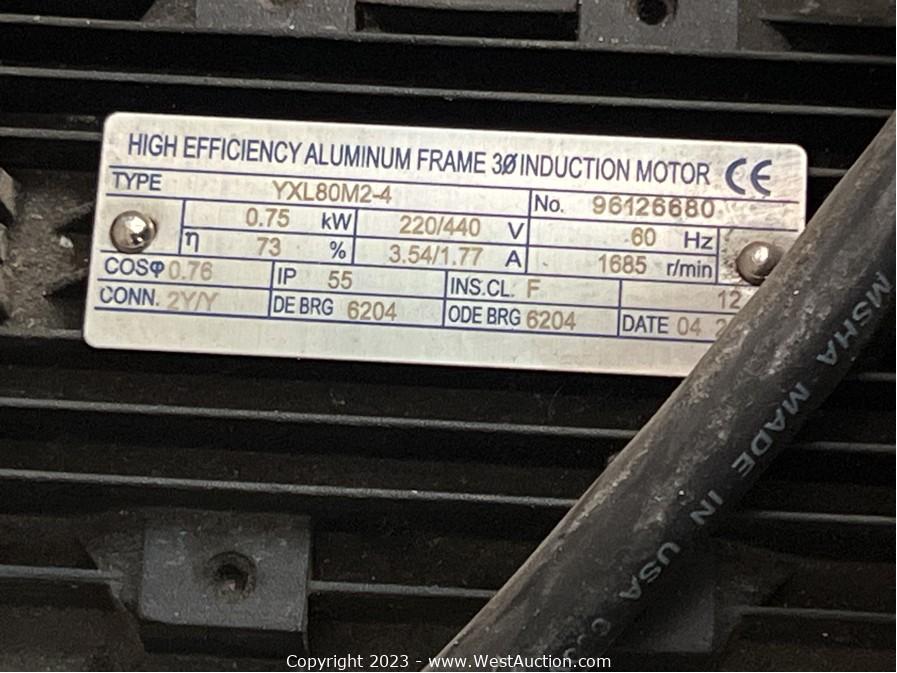 HIGH EFFICIENCY ALUMINUM FRAME 3Ø INDUCTION MOTOR CE
TYPE YXL80M2-4 No. 96126680
0.75 kW 220/440 V 60 Hz
η 73 % 3.54/1.77 A 1685 r/min
COSφ 0.76 IP 55 INS.CL. F 12
CONN. 2Y/Y DE BRG 6204 ODE BRG 6204 DATE 04
MSHA MADE IN USA
Copyright 2023 - www.WestAuction.com